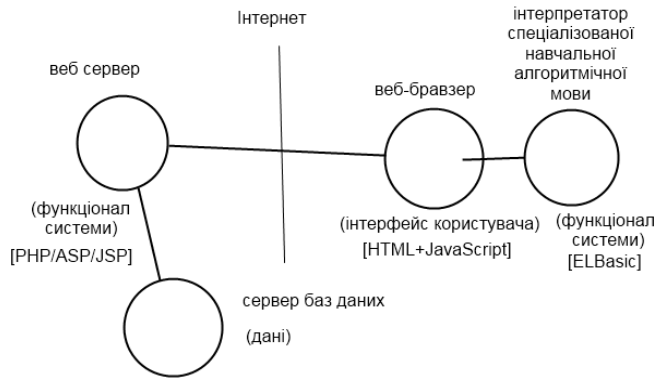 Інтернет
інтерпретатор
спеціалізованої
навчальної
алгоритмічної
мови
веб сервер
веб-бравзер
(функціонал
системи)
[PHP/ASP/JSP]
(інтерфейс користувача)
[HTML+JavaScript]
(функціонал
системи)
[ELBasic]
сервер баз даних
(дані)